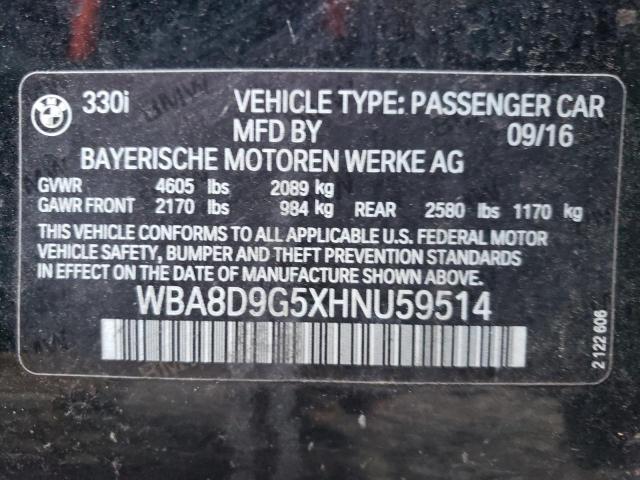 BMW 330i VEHICLE TYPE: PASSENGER CAR
MFD BY 09/16
BAYERISCHE MOTOREN WERKE AG
GVWR 4605 lbs 2089 kg
GAWR FRONT 2170 lbs 984 kg REAR 2580 lbs 1170 kg
THIS VEHICLE CONFORMS TO ALL APPLICABLE U.S. FEDERAL MOTOR
VEHICLE SAFETY, BUMPER AND THEFT PREVENTION STANDARDS
IN EFFECT ON THE DATE OF MANUFACTURE SHOWN ABOVE.
WBA8D9G5XHNU59514
2 122 606